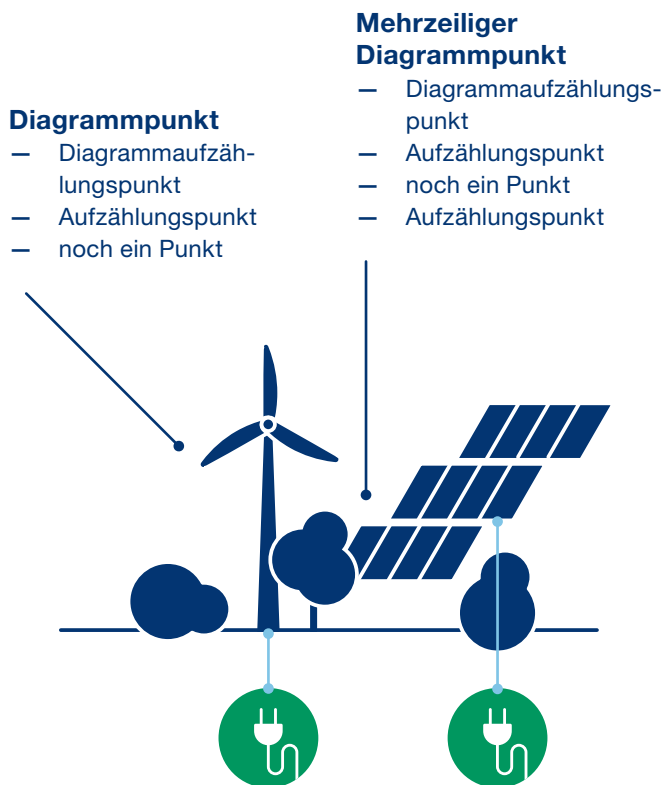 Diagrammpunkt
— Diagrammaufzäh-
lungspunkt
— Aufzählungspunkt
— noch ein Punkt
Mehrzeiliger
Diagrammpunkt
— Diagrammaufzählungs-
punkt
— Aufzählungspunkt
— noch ein Punkt
— Aufzählungspunkt